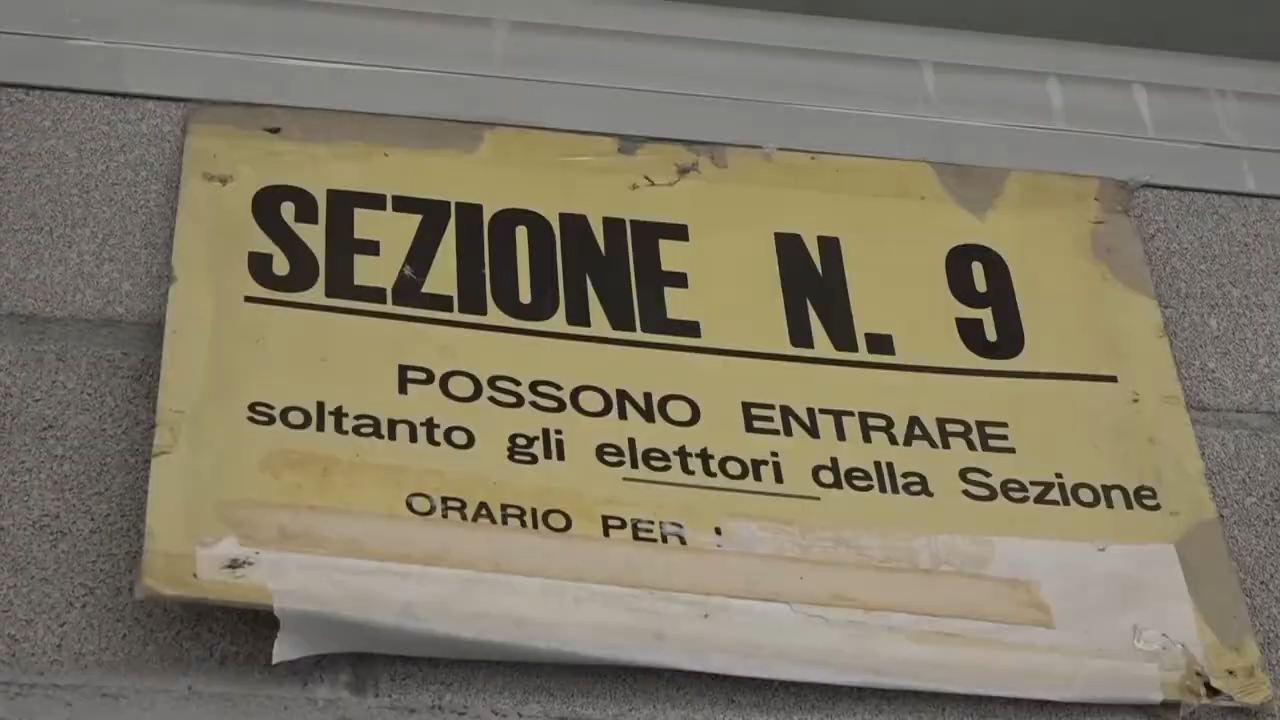 SEZIONE N. 9
POSSONO ENTRARE
soltanto gli elettori della Sezione
ORARIO PER